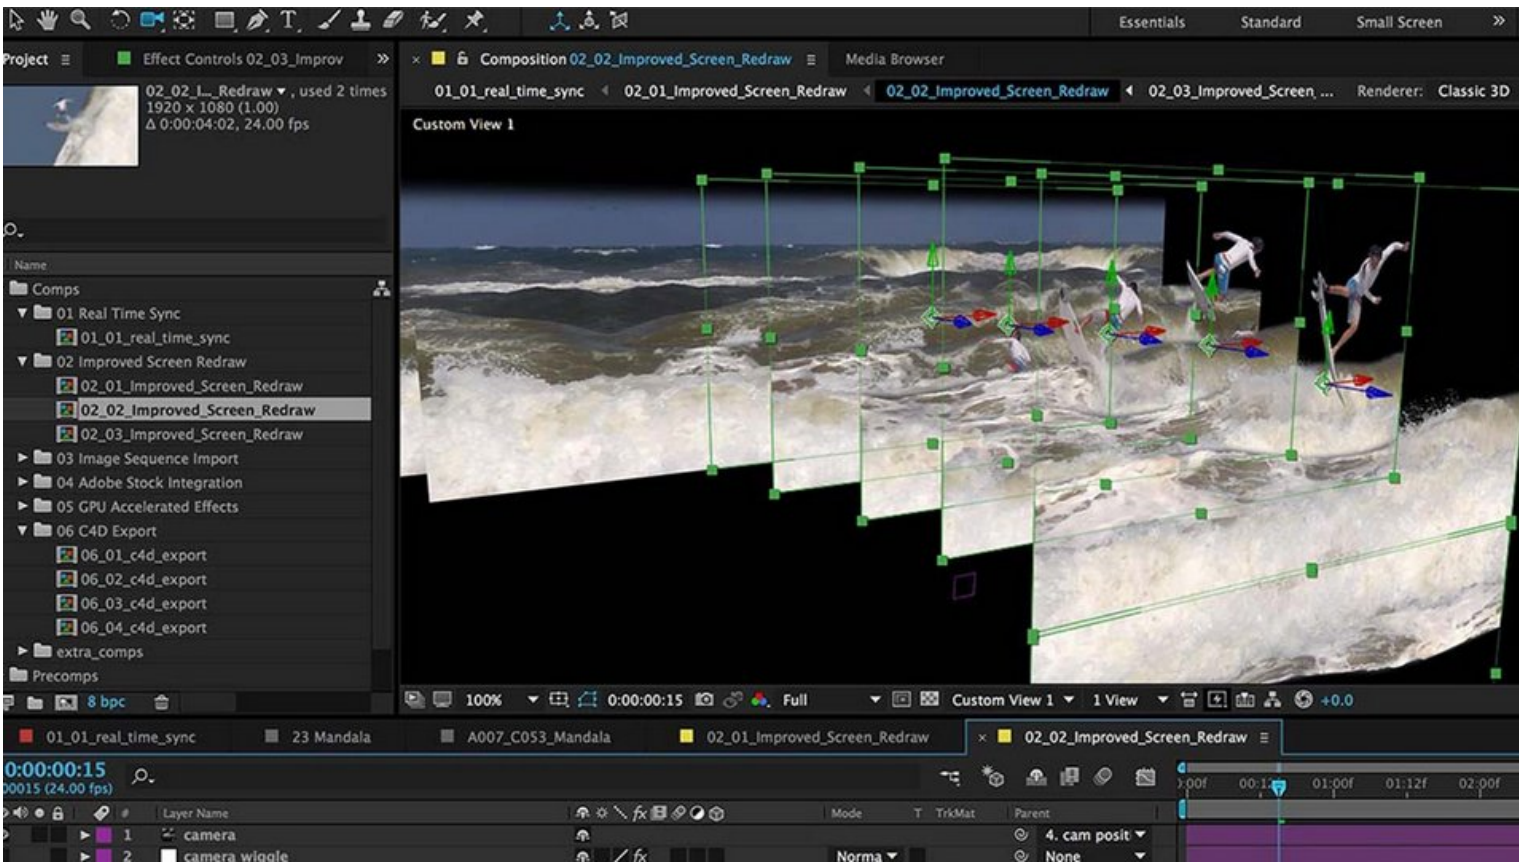 Essentials Standard Small Screen »
Project Effect Controls 02_03_Improv »
Composition 02_02_Improved_Screen_Redraw Media Browser
02_02_I..._Redraw , used 2 times
1920 x 1080 (1.00)
Δ 0:00:04:02, 24.00 fps
01_01_real_time_sync 02_01_Improved_Screen_Redraw 02_02_Improved_Screen_Redraw 02_03_Improved_Screen_... Renderer: Classic 3D
Custom View 1
Name
Comps
01 Real Time Sync
01_01_real_time_sync
02 Improved Screen Redraw
02_01_Improved_Screen_Redraw
02_02_Improved_Screen_Redraw
02_03_Improved_Screen_Redraw
03 Image Sequence Import
04 Adobe Stock Integration
05 GPU Accelerated Effects
06 C4D Export
06_01_c4d_export
06_02_c4d_export
06_03_c4d_export
06_04_c4d_export
extra_comps
Precomps
8 bpc
100% 0:00:00:15 Full Custom View 1 1 View +0.0
01_01_real_time_sync 23 Mandala A007_C053_Mandala 02_01_Improved_Screen_Redraw × 02_02_Improved_Screen_Redraw
0:00:00:15
00015 (24.00 fps)
:00f 00:12 01:00f 01:12f 02:00f
# Layer Name fx Mode T TrkMat Parent
1 camera 4. cam positi
2 camera wiggle fx Norma None